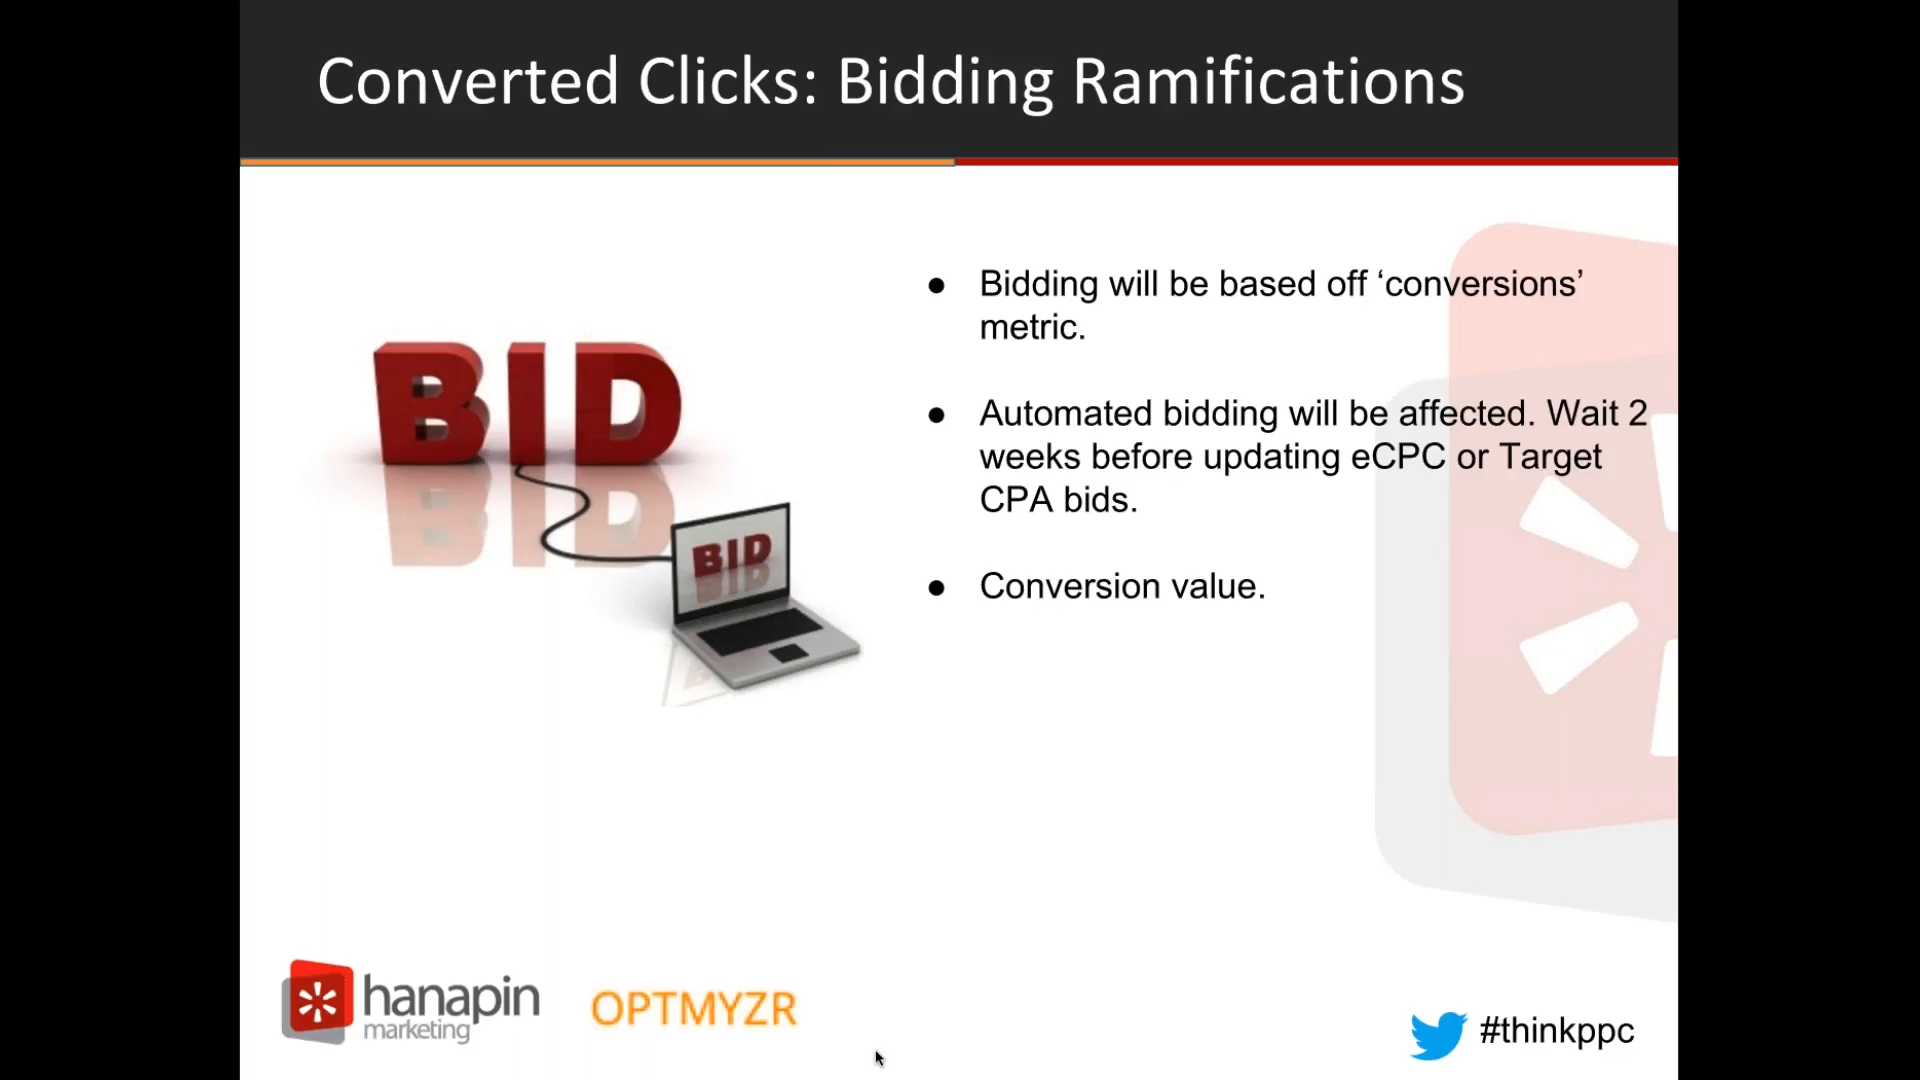 Converted Clicks: Bidding Ramifications
BID
BID
● Bidding will be based off ‘conversions’
metric.
● Automated bidding will be affected. Wait 2
weeks before updating eCPC or Target
CPA bids.
● Conversion value.
hanapin
marketing
OPTMYZR
#thinkppc